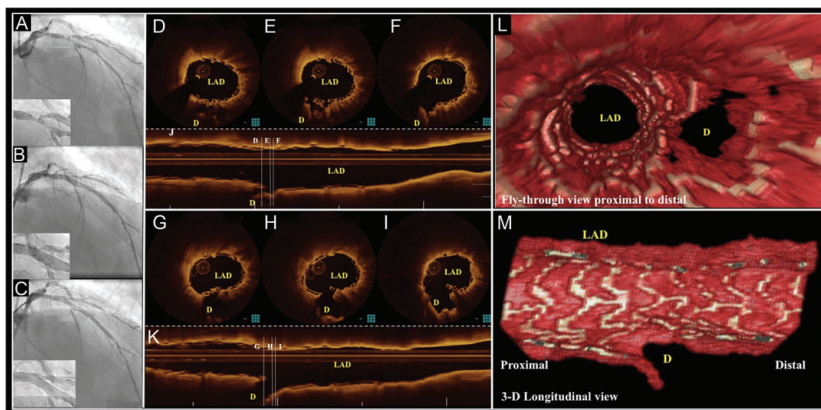 A
B
C
D
E
F
LAD
LAD
LAD
D
D
D
J
D E F
LAD
D
G
H
I
LAD
LAD
LAD
D
D
D
K
G H I
LAD
D
L
LAD
D
Fly-through view proximal to distal
M
LAD
D
Proximal
Distal
3-D Longitudinal view